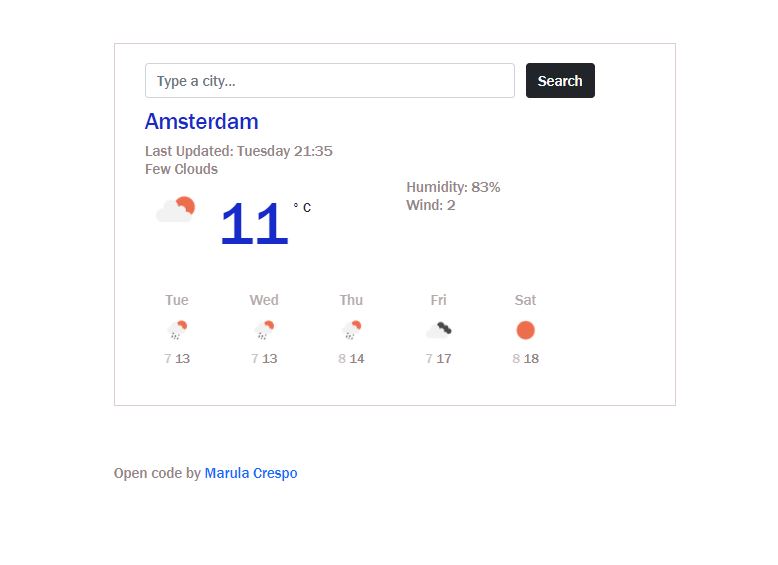 Type a city...
Search
Amsterdam
Last Updated: Tuesday 21:35
Few Clouds
11 ° C
Humidity: 83%
Wind: 2
Tue Wed Thu Fri Sat
7 13 7 13 8 14 7 17 8 18
Open code by Marula Crespo